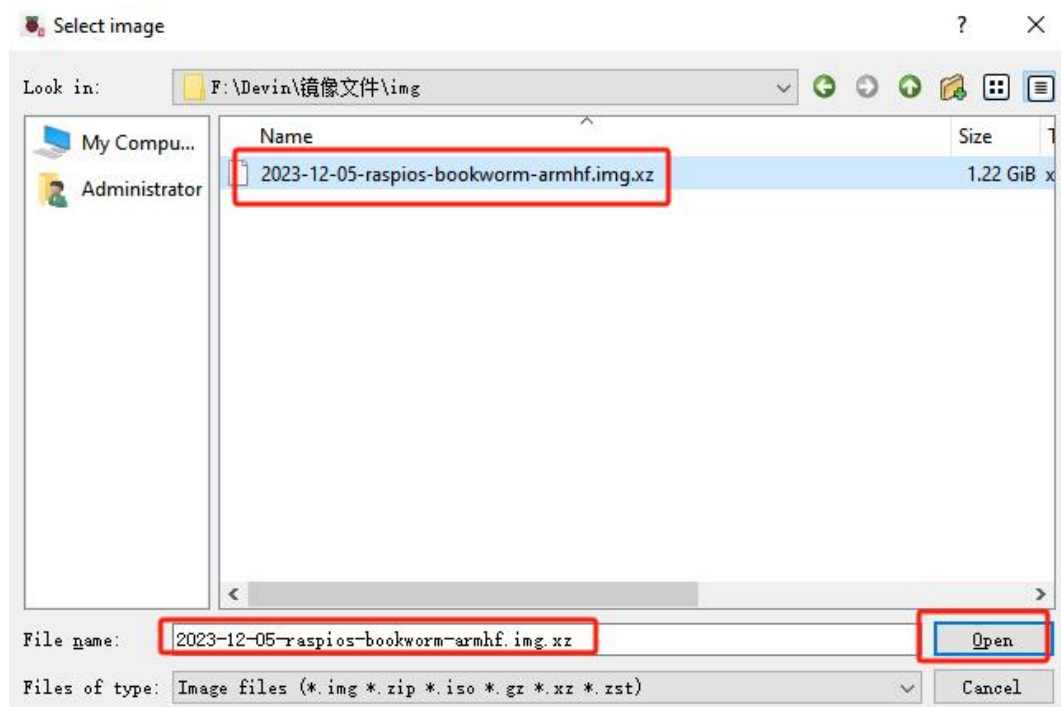 Select image
?
Look in:
F:\Devin\镜像文件\img
My Compu...
Administrator
Name
Size
2023-12-05-raspios-bookworm-armhf.img.xz
1.22 GiB x
File name:
2023-12-05-raspios-bookworm-armhf.img.xz
Open
Files of type:
Image files (*.img *.zip *.iso *.gz *.xz *.zst)
Cancel